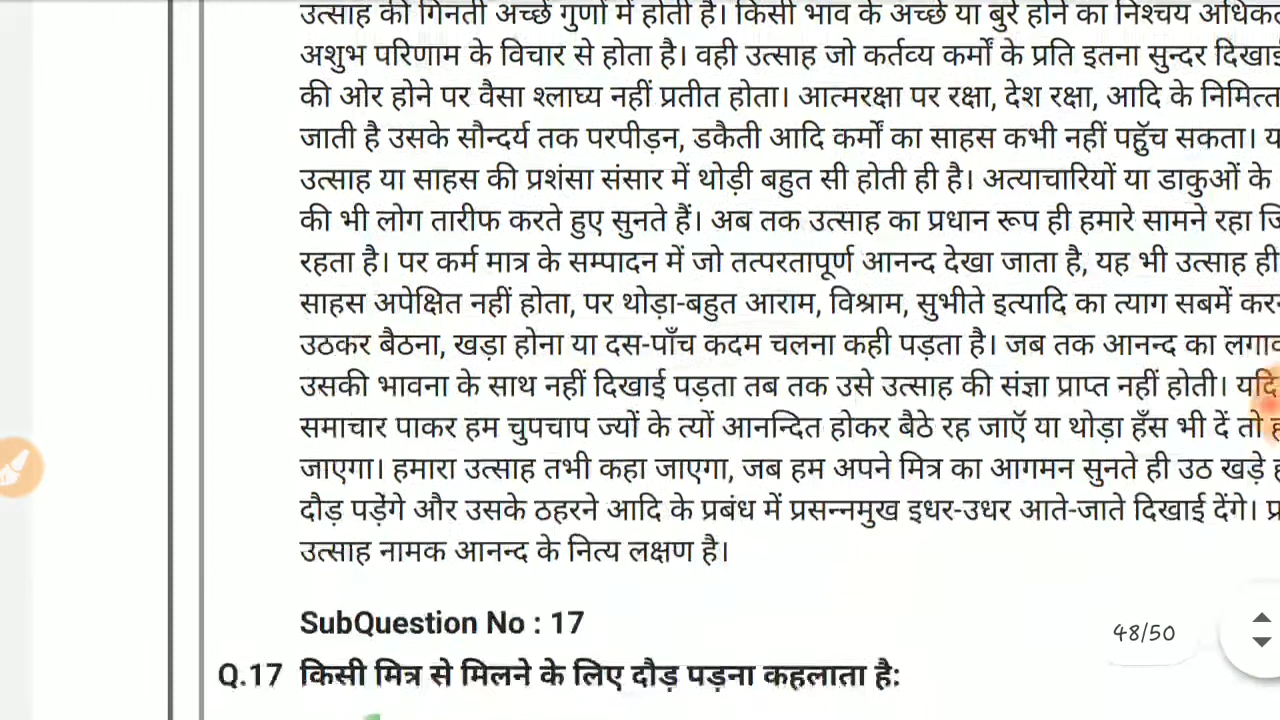 उत्साह की गिनती अच्छे गुणों में होती है। किसी भाव के अच्छे या बुरे होने का निश्चय
अशुभ परिणाम के विचार से होता है। वही उत्साह जो कर्तव्य कर्मों के प्रति इतना सुन्दर
की ओर होने पर वैसा श्लाघ्य नहीं प्रतीत होता। आत्मरक्षा पर रक्षा, देश रक्षा, आदि के निमित्त
जाती है उसके सौन्दर्य तक परपीड़न, डकैती आदि कर्मों का साहस कभी नहीं पहुँच सकता।
उत्साह या साहस की प्रशंसा संसार में थोड़ी बहुत सी होती ही है। अत्याचारियों या डाकुओं के
की भी लोग तारीफ करते हुए सुनते हैं। अब तक उत्साह का प्रधान रूप ही हमारे सामने रहा
रहता है। पर कर्म मात्र के सम्पादन में जो तत्परतापूर्ण आनन्द देखा जाता है, यह भी उत्साह ही
साहस अपेक्षित नहीं होता, पर थोड़ा-बहुत आराम, विश्राम, सुभीते इत्यादि का त्याग सबमें
उठकर बैठना, खड़ा होना या दस-पाँच कदम चलना कही पड़ता है। जब तक आनन्द का
उसकी भावना के साथ नहीं दिखाई पड़ता तब तक उसे उत्साह की संज्ञा प्राप्त नहीं होती। यदि
समाचार पाकर हम चुपचाप ज्यों के त्यों आनन्दित होकर बैठे रह जाऍ या थोड़ा हँस भी दें तो
जाएगा। हमारा उत्साह तभी कहा जाएगा, जब हम अपने मित्र का आगमन सुनते ही उठ खड़े
दौड़ पड़ेंगे और उसके ठहरने आदि के प्रबंध में प्रसन्नमुख इधर-उधर आते-जाते दिखाई देंगे।
उत्साह नामक आनन्द के नित्य लक्षण है।
SubQuestion No : 17
48/50
Q.17 किसी मित्र से मिलने के लिए दौड़ पड़ना कहलाता है: